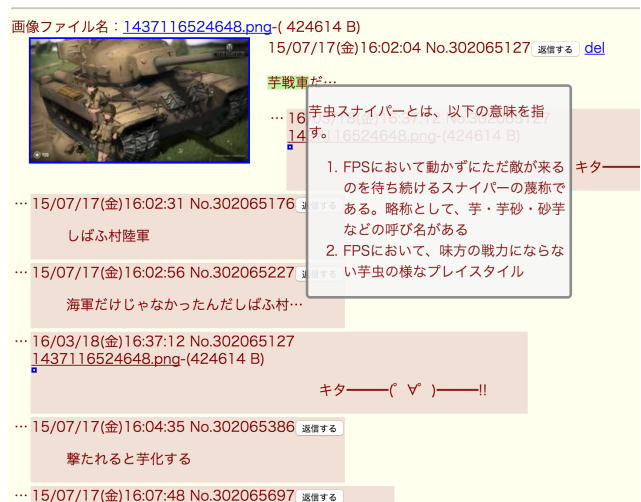 画像ファイル名：1437116524648.png-( 424614 B)
15/07/17(金)16:02:04 No.302065127 返信する del
芋戦車だ…
… 16/03/18(金)16:37:12 No.302065127
1437116524648.png-(424614 B)
キタ━━━
芋虫スナイパーとは、以下の意味を指
す。
1. FPSにおいて動かずにただ敵が来る
のを待ち続けるスナイパーの蔑称で
ある。略称として、芋・芋砂・砂芋
などの呼び名がある
2. FPSにおいて、味方の戦力にならな
い芋虫の様なプレイスタイル
… 15/07/17(金)16:02:31 No.302065176 返信する
しばふ村陸軍
… 15/07/17(金)16:02:56 No.302065227 返信する
海軍だけじゃなかったんだしばふ村…
… 16/03/18(金)16:37:12 No.302065127
1437116524648.png-(424614 B)
キタ━━━(ﾟ∀ﾟ)━━━!!
… 15/07/17(金)16:04:35 No.302065386 返信する
撃たれると芋化する
… 15/07/17(金)16:07:48 No.302065697 返信する